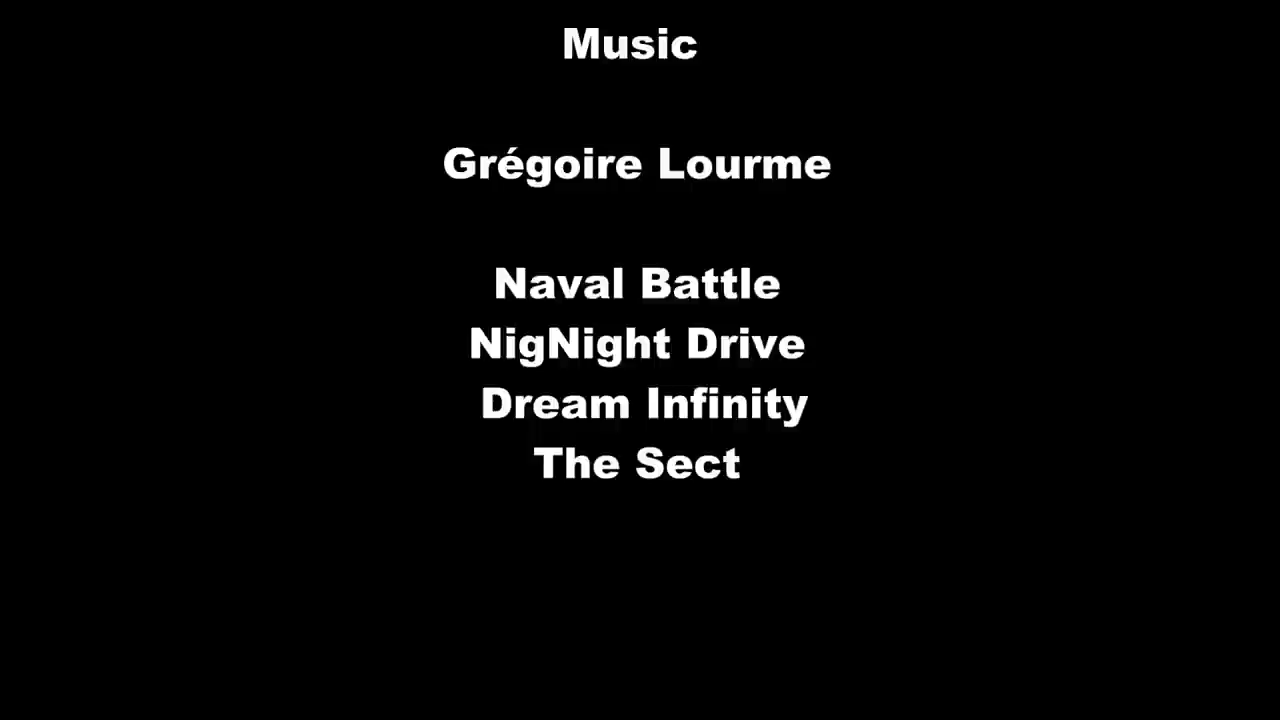 Music
Grégoire Lourme
Naval Battle
NigNight Drive
Dream Infinity
The Sect